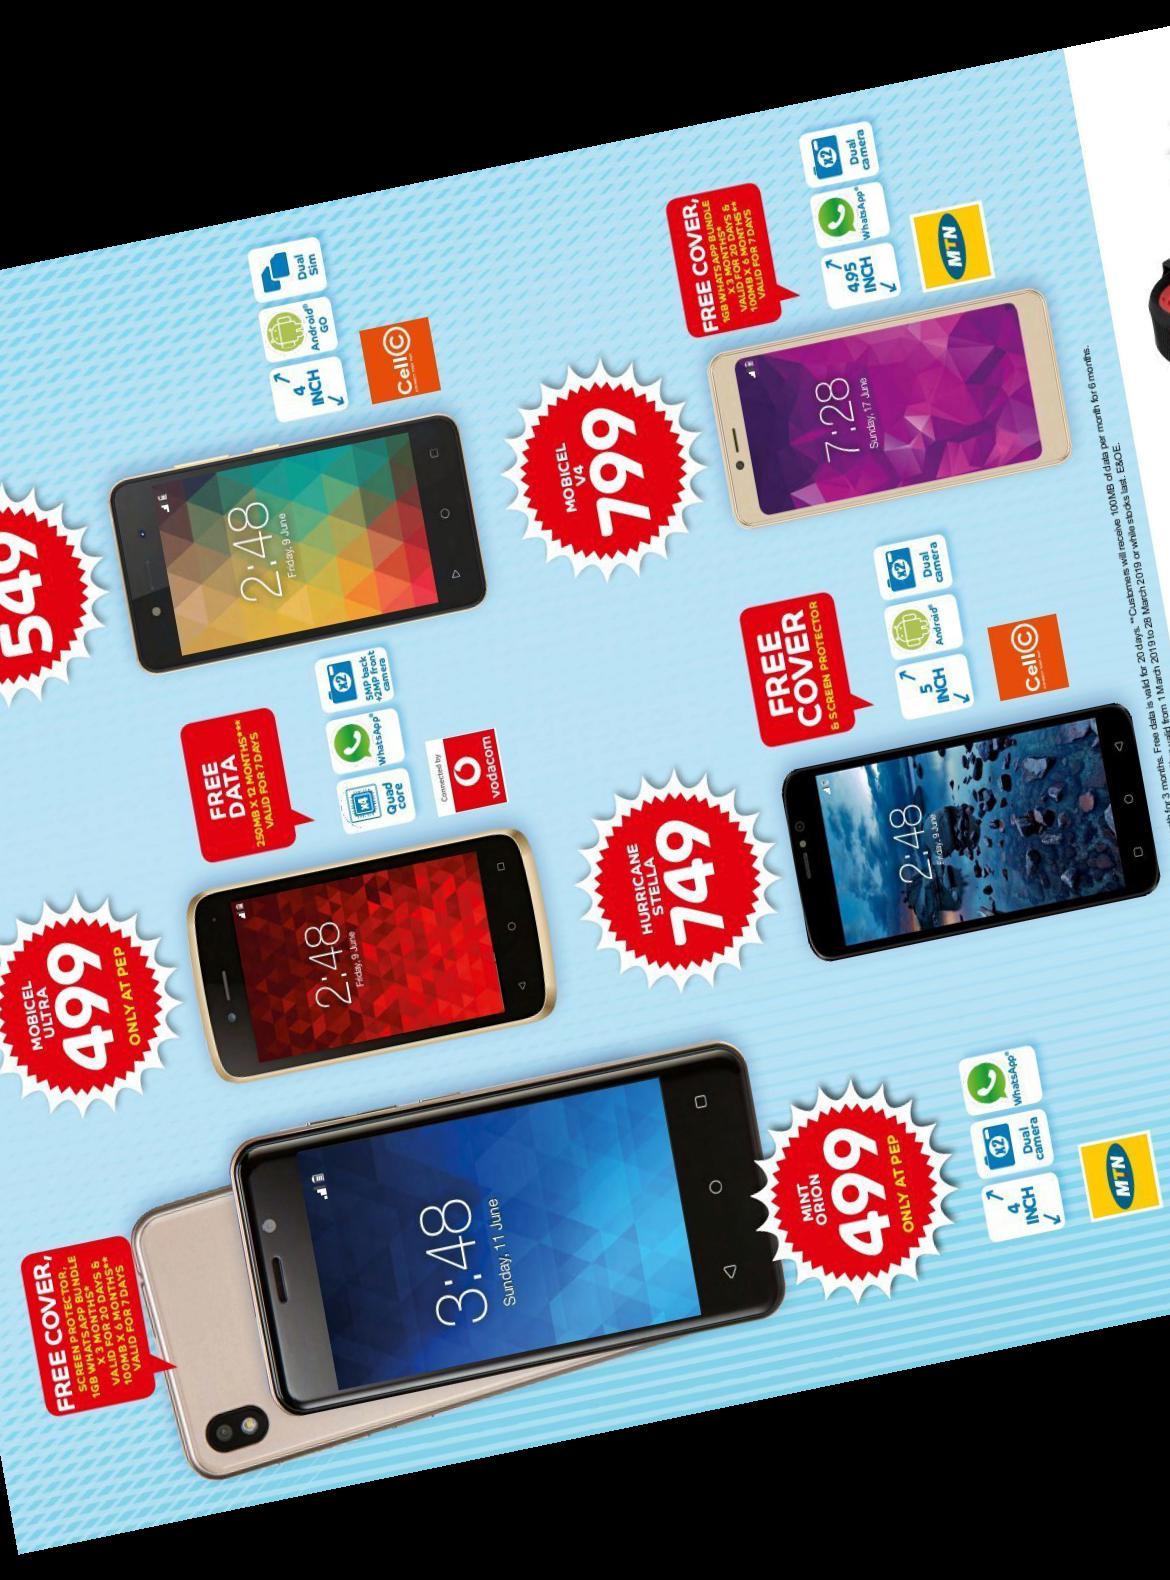 FREE COVER,
SCREEN PROTECTOR,
1GB WHATSAPP BUNDLE
X 3 MONTHS*
VALID FOR 20 DAYS &
100MB X 6 MONTHS**
VALID FOR 7 DAYS
3:48
Sunday, 11 June
MINT
ORION
499
ONLY AT PEP
4
INCH
X2
Dual
camera
WhatsApp®
MTN
MOBICEL
ULTRA
499
ONLY AT PEP
2:48
Friday, 9 June
FREE
DATA
250MB X 12 MONTHS***
VALID FOR 7 DAYS
X4
Quad
core
WhatsApp®
X2
5MP back
+2MP front
camera
Connected by
vodacom
549
2:48
Friday, 9 June
4
INCH
Android®
GO
Dual
Sim
Cell C
HURRICANE
STELLA
749
2:48
Friday, 9 June
FREE
COVER
& SCREEN PROTECTOR
5
INCH
Android®
X2
Dual
camera
Cell C
MOBICEL
V4
799
7:28
Sunday, 17 June
FREE COVER,
1GB WHATSAPP BUNDLE
X 3 MONTHS*
VALID FOR 20 DAYS &
100MB X 6 MONTHS**
VALID FOR 7 DAYS
4.95
INCH
WhatsApp®
X2
Dual
camera
MTN
for 3 months. Free data is valid for 20 days. **Customers will receive 100MB of data per month for 6 months.
valid from 1 March 2019 to 28 March 2019 or while stocks last. E&OE.